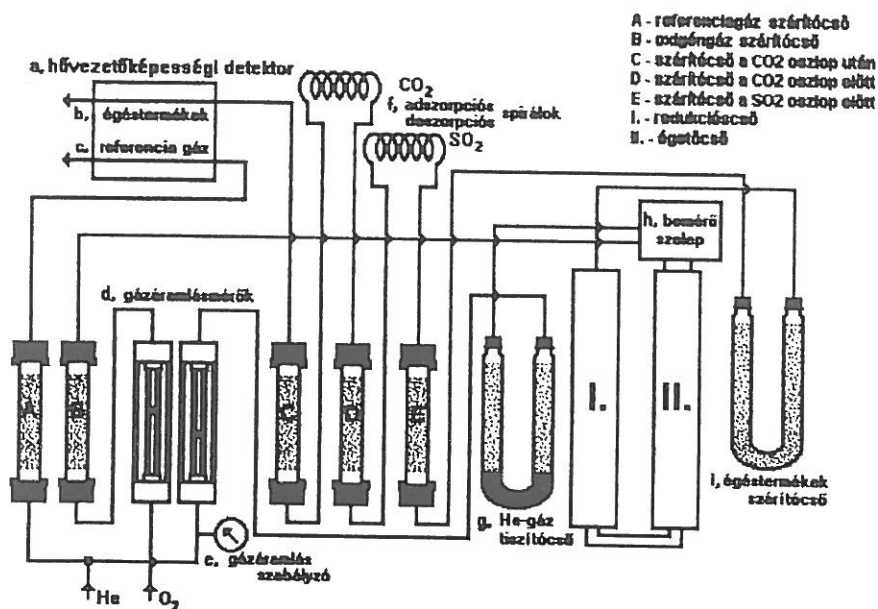 A - referenciagáz szárítócső
B - oxigéngáz szárítócső
C - szárítócső a CO2 oszlop után
D - szárítócső a CO2 oszlop előtt
E - szárítócső a SO2 oszlop előtt
I. - redukcióscső
II. - égetőcső
a, hővezetőképességi detektor
b, égéstermékek
c, referencia gáz
CO2
f, adszorpciós
deszorpciós
spirálok
SO2
h, bemérő
szelep
d, gázáramlásmérők
A
B
C
D
E
I.
II.
g, He-gáz
tisztítócső
i, égéstermékek
szárítócső
e, gázáramlás
szabályzó
He
O2